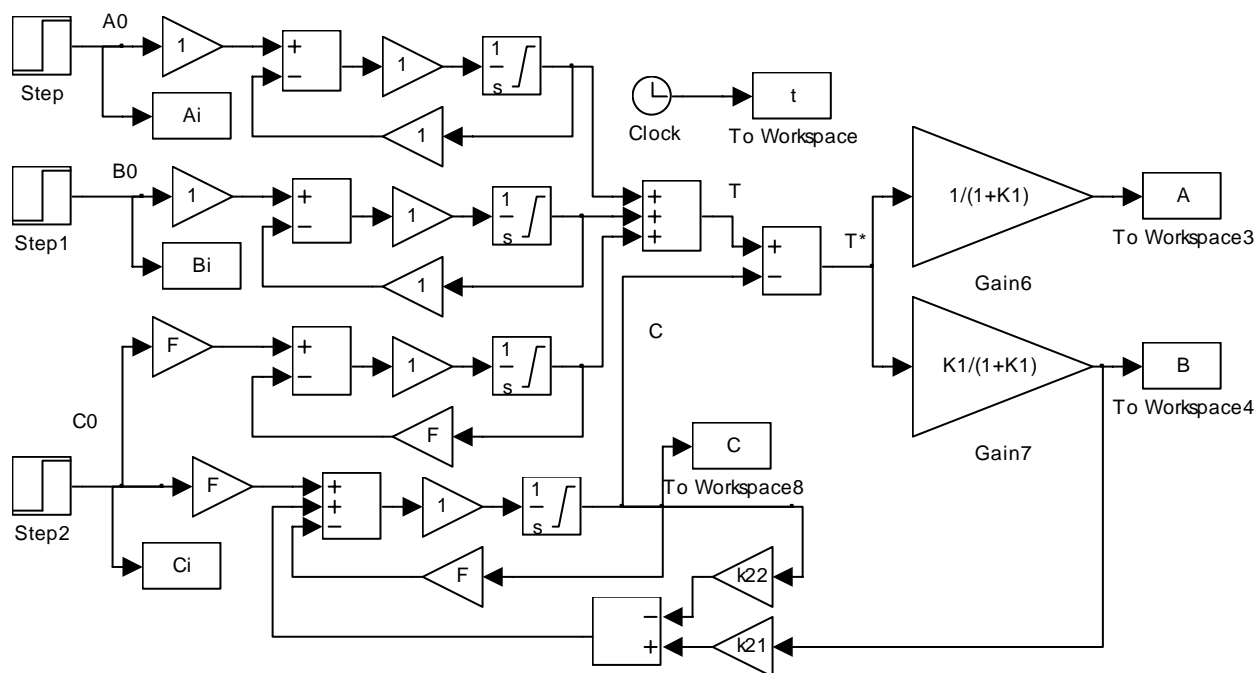 A0
1
+
−
1
1
s
Step
Ai
1
Clock
t
To Workspace
B0
1
+
−
1
1
s
Step1
Bi
1
+
+
+
T
+
−
T*
1/(1+K1)
Gain6
A
To Workspace3
F
+
−
1
1
s
C
K1/(1+K1)
Gain7
B
To Workspace4
C0
F
Step2
F
+
+
−
1
1
s
C
To Workspace8
Ci
F
k22
−
+
k21